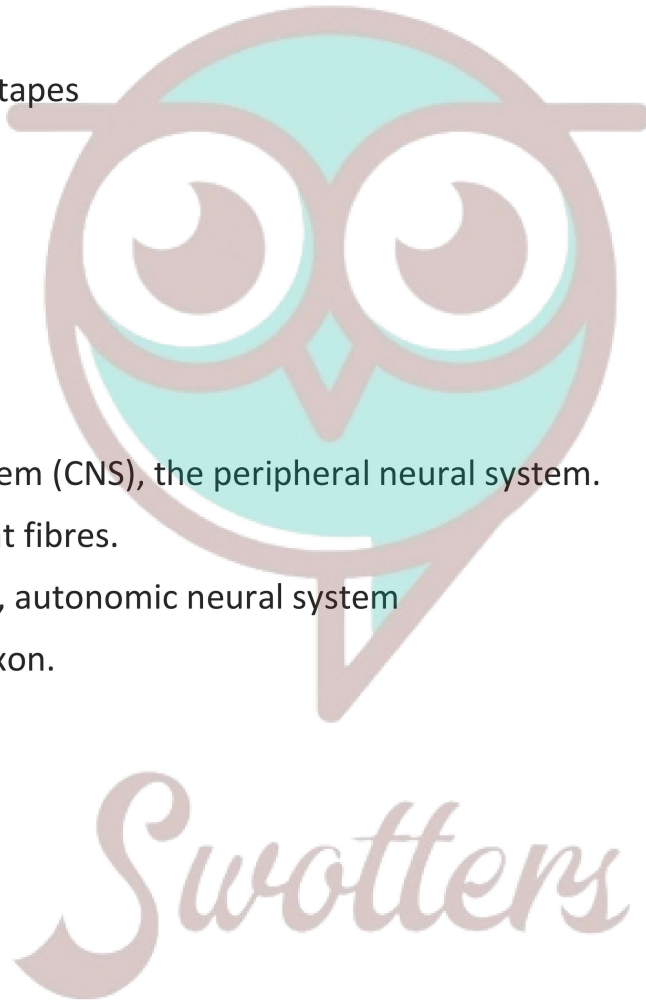 tapes
em (CNS), the peripheral neural system.
t fibres.
, autonomic neural system
xon.
Swotters